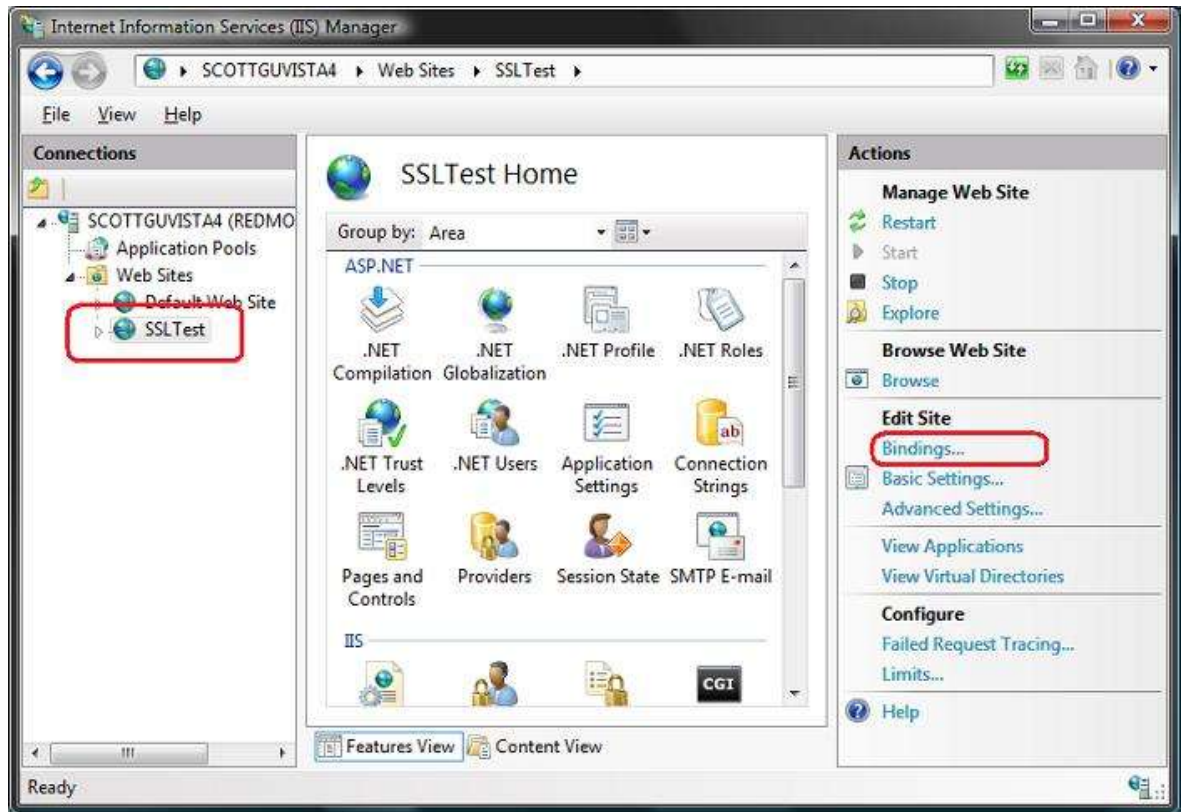 Internet Information Services (IIS) Manager
SCOTTGUVISTA4 Web Sites SSLTest
File View Help
Connections
SCOTTGUVISTA4 (REDMO
Application Pools
Web Sites
Default Web Site
SSLTest
SSLTest Home
Group by: Area
ASP.NET
.NET Compilation
.NET Globalization
.NET Profile
.NET Roles
.NET Trust Levels
.NET Users
Application Settings
Connection Strings
ab
Pages and Controls
Providers
Session State
SMTP E-mail
IIS
CGI
Features View
Content View
Actions
Manage Web Site
Restart
Start
Stop
Explore
Browse Web Site
Browse
Edit Site
Bindings...
Basic Settings...
Advanced Settings...
View Applications
View Virtual Directories
Configure
Failed Request Tracing...
Limits...
Help
Ready